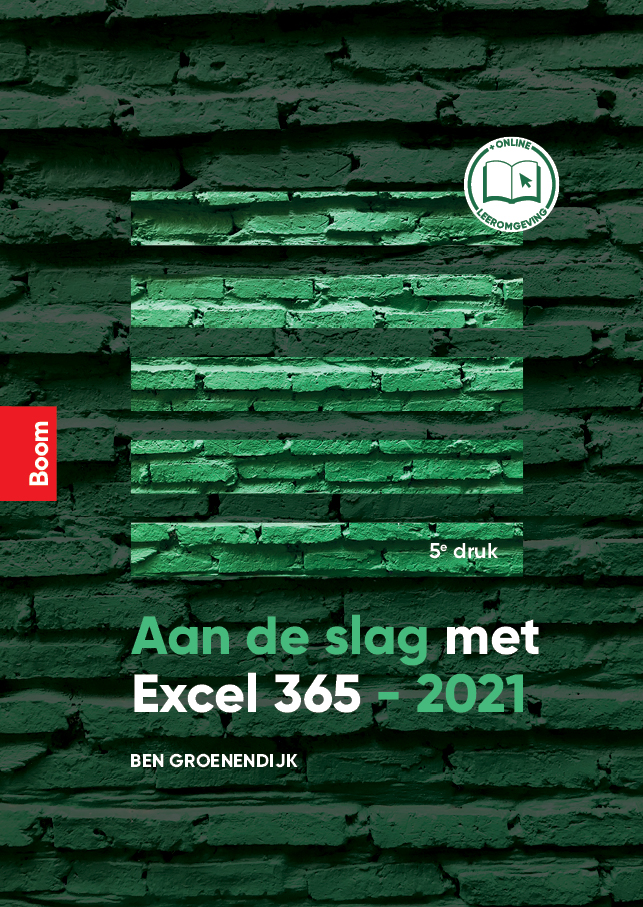 + ONLINE
LEEROMGEVING
Boom
5e druk
Aan de slag met
Excel 365 - 2021
BEN GROENENDIJK